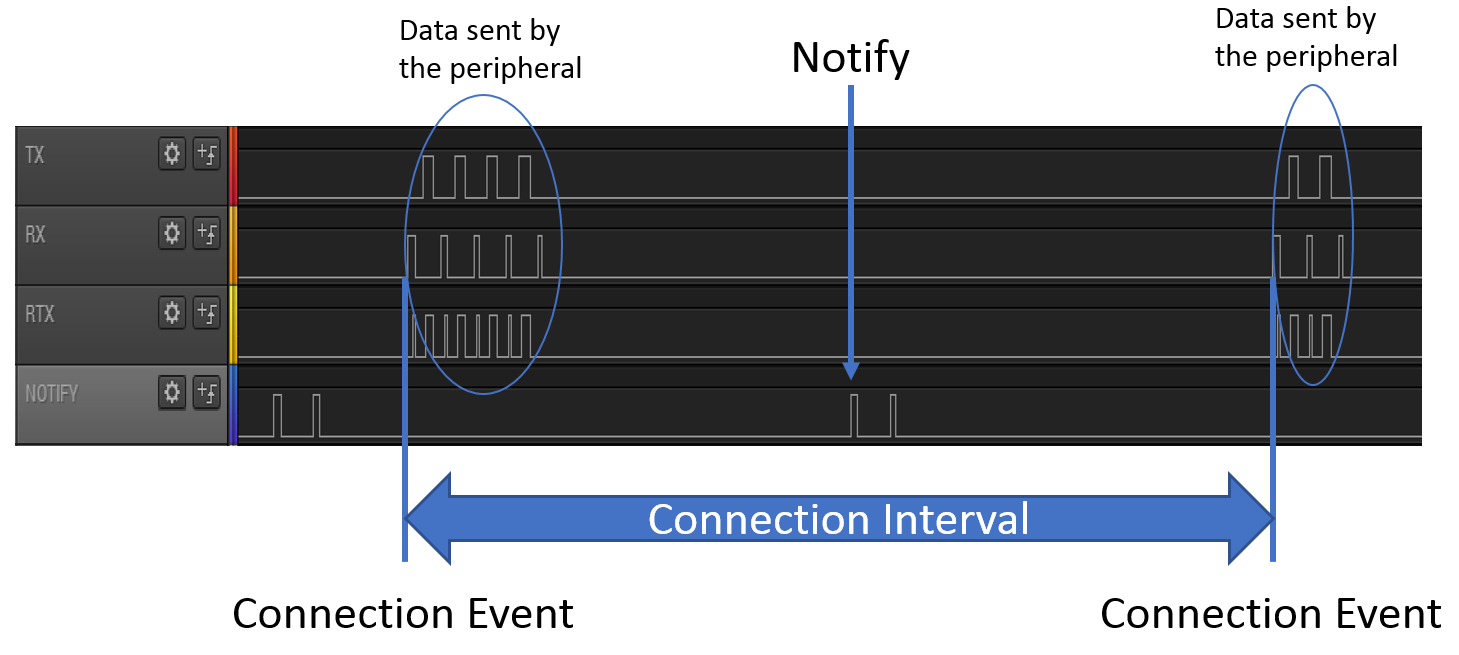 Data sent by
the peripheral
Notify
Data sent by
the peripheral
TX
RX
RTX
NOTIFY
Connection Interval
Connection Event
Connection Event